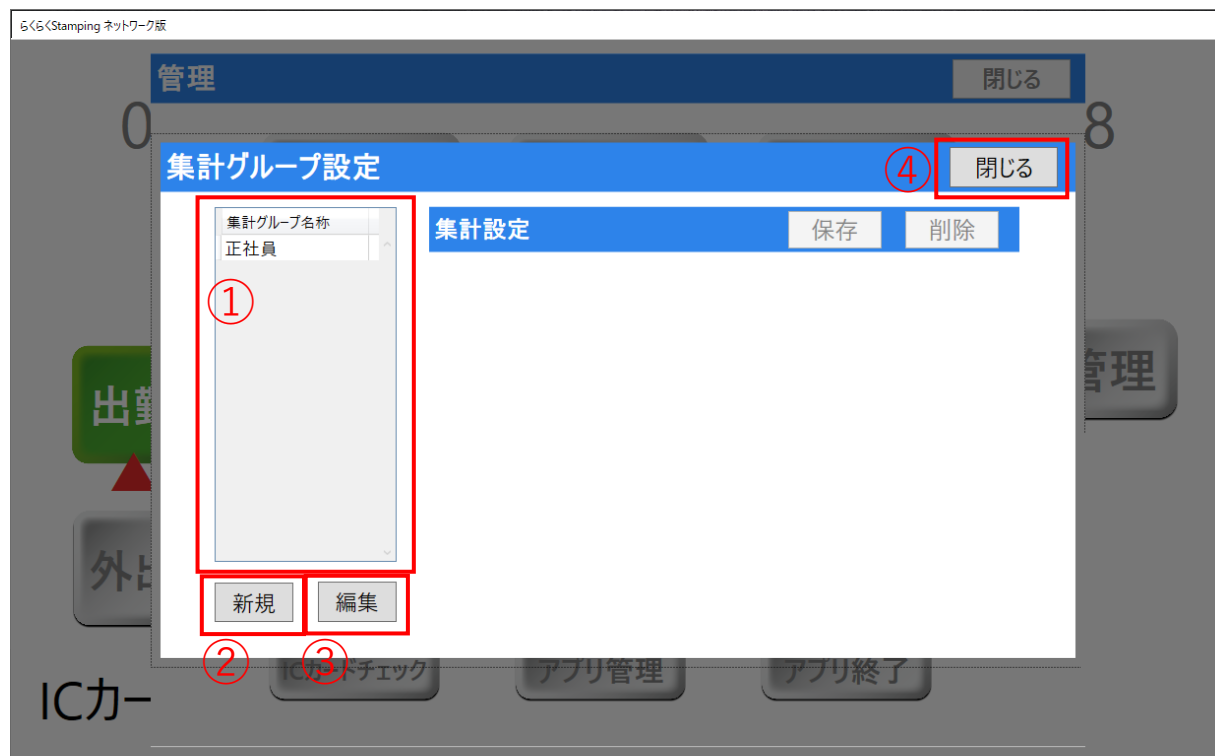 らくらくStamping ネットワーク版
管理
閉じる
0
8
集計グループ設定
④
閉じる
集計グループ名称
正社員
集計設定
保存
削除
①
出勤
管理
外出
新規
編集
②
③
ICカードチェック
アプリ管理
アプリ終了
ICカー